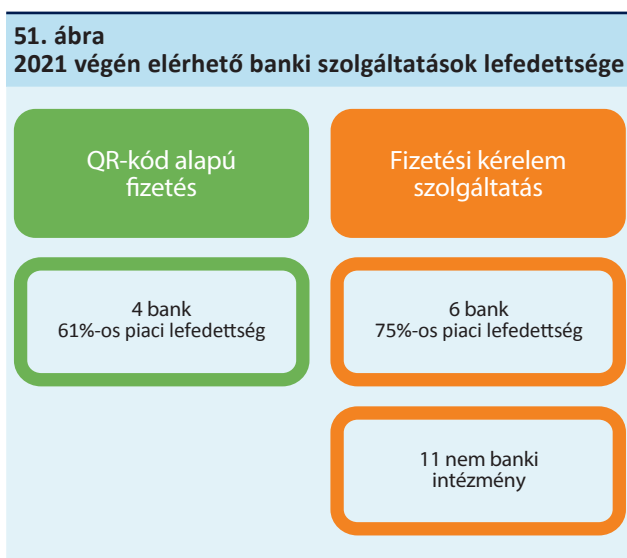 51. ábra
2021 végén elérhető banki szolgáltatások lefedettsége
QR-kód alapú
fizetés
Fizetési kérelem
szolgáltatás
4 bank
61%-os piaci lefedettség
6 bank
75%-os piaci lefedettség
11 nem banki
intézmény